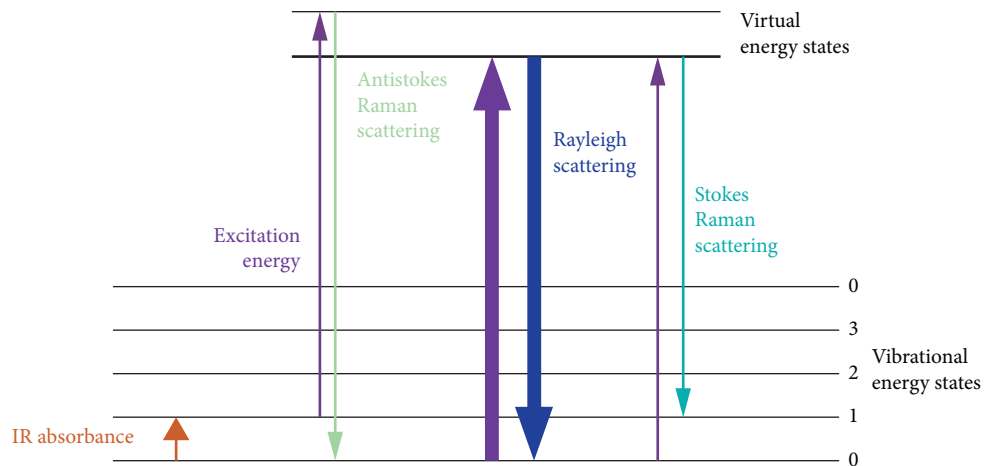 Virtual
energy states
Antistokes
Raman
scattering
Rayleigh
scattering
Stokes
Raman
scattering
Excitation
energy
0
3
2
1
0
Vibrational
energy states
IR absorbance